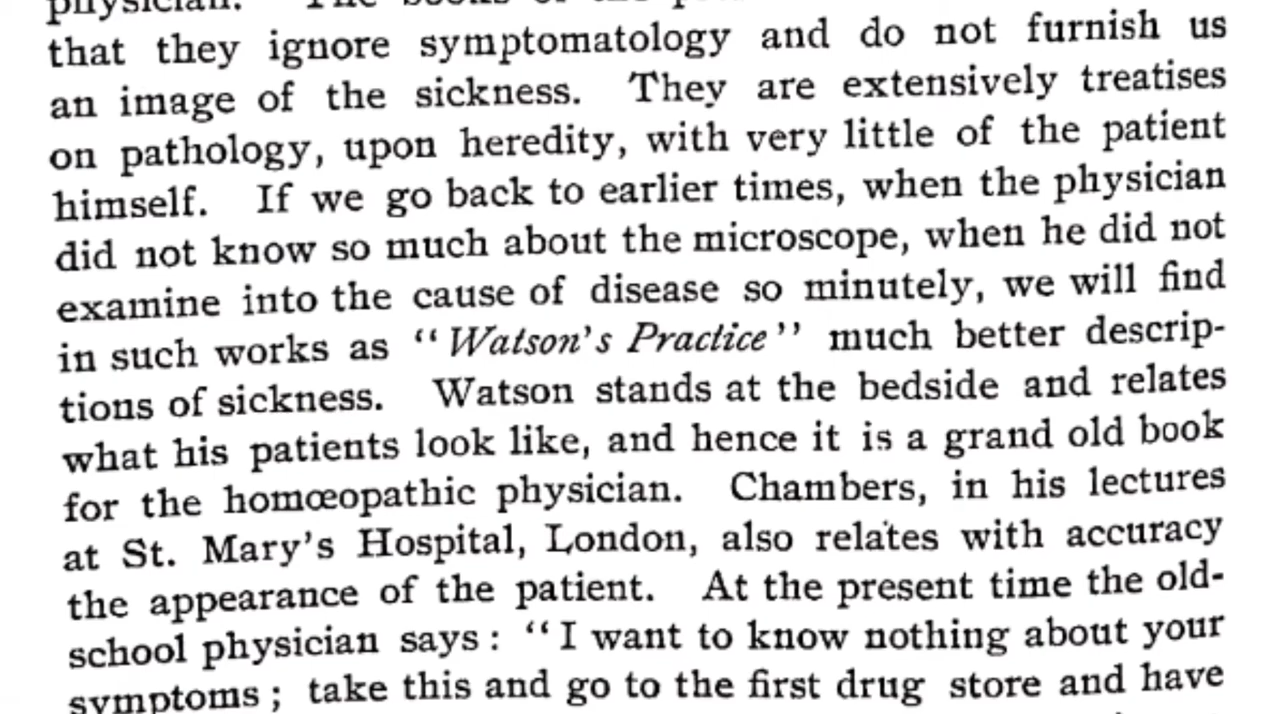 physician. The books of the
that they ignore symptomatology and do not furnish us
an image of the sickness. They are extensively treatises
on pathology, upon heredity, with very little of the patient
himself. If we go back to earlier times, when the physician
did not know so much about the microscope, when he did not
examine into the cause of disease so minutely, we will find
in such works as “Watson’s Practice” much better descrip-
tions of sickness. Watson stands at the bedside and relates
what his patients look like, and hence it is a grand old book
for the homœopathic physician. Chambers, in his lectures
at St. Mary’s Hospital, London, also relates with accuracy
the appearance of the patient. At the present time the old-
school physician says: “I want to know nothing about your
symptoms; take this and go to the first drug store and have